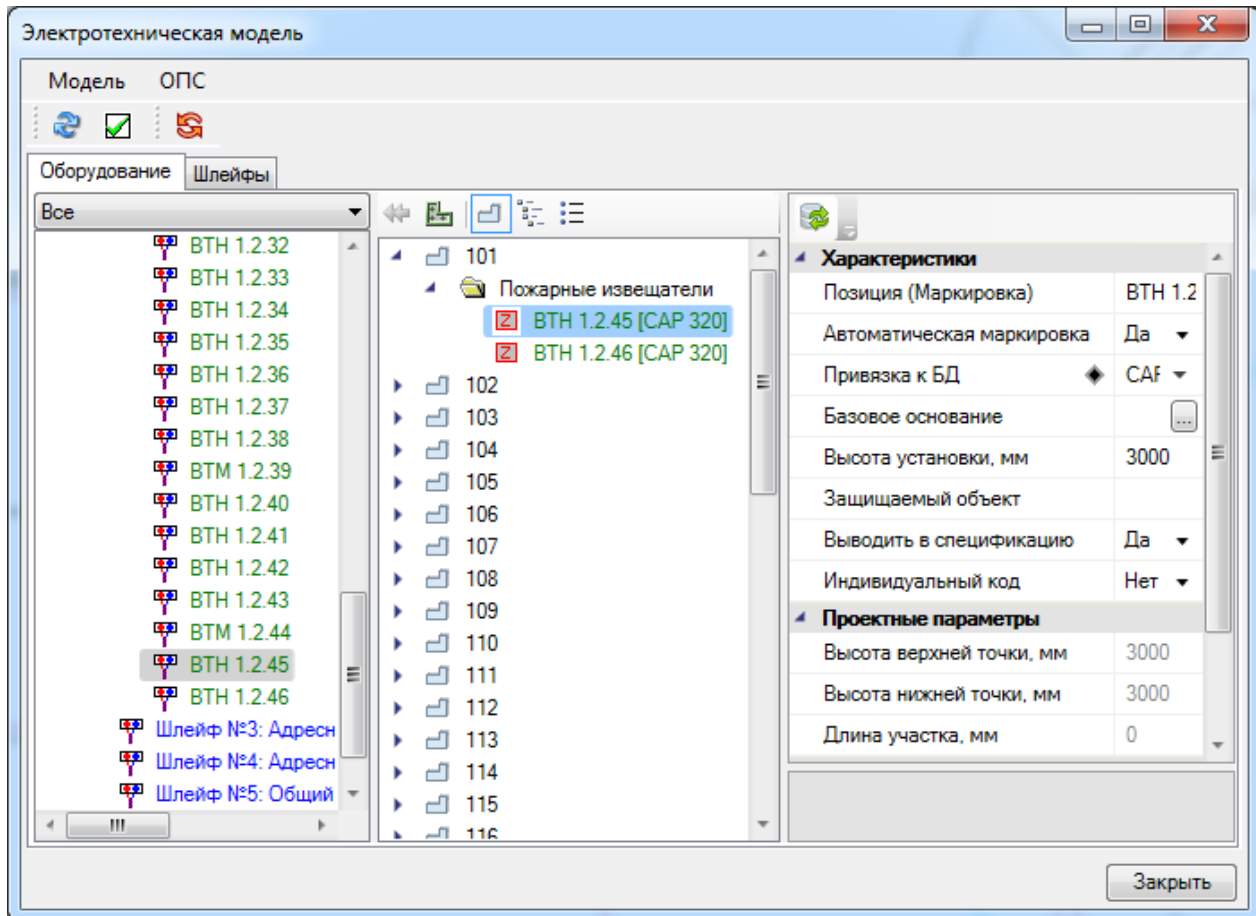 Электротехническая модель
Модель ОПС
Оборудование Шлейфы
Все
ВТН 1.2.32
ВТН 1.2.33
ВТН 1.2.34
ВТН 1.2.35
ВТН 1.2.36
ВТН 1.2.37
ВТН 1.2.38
ВТМ 1.2.39
ВТН 1.2.40
ВТН 1.2.41
ВТН 1.2.42
ВТН 1.2.43
ВТМ 1.2.44
ВТН 1.2.45
ВТН 1.2.46
Шлейф №3: Адресн
Шлейф №4: Адресн
Шлейф №5: Общий
101
Пожарные извещатели
ВТН 1.2.45 [САР 320]
ВТН 1.2.46 [САР 320]
102
103
104
105
106
107
108
109
110
111
112
113
114
115
116
Характеристики
Позиция (Маркировка) ВТН 1.2
Автоматическая маркировка Да
Привязка к БД САР
Базовое основание ...
Высота установки, мм 3000
Защищаемый объект
Выводить в спецификацию Да
Индивидуальный код Нет
Проектные параметры
Высота верхней точки, мм 3000
Высота нижней точки, мм 3000
Длина участка, мм 0
Закрыть